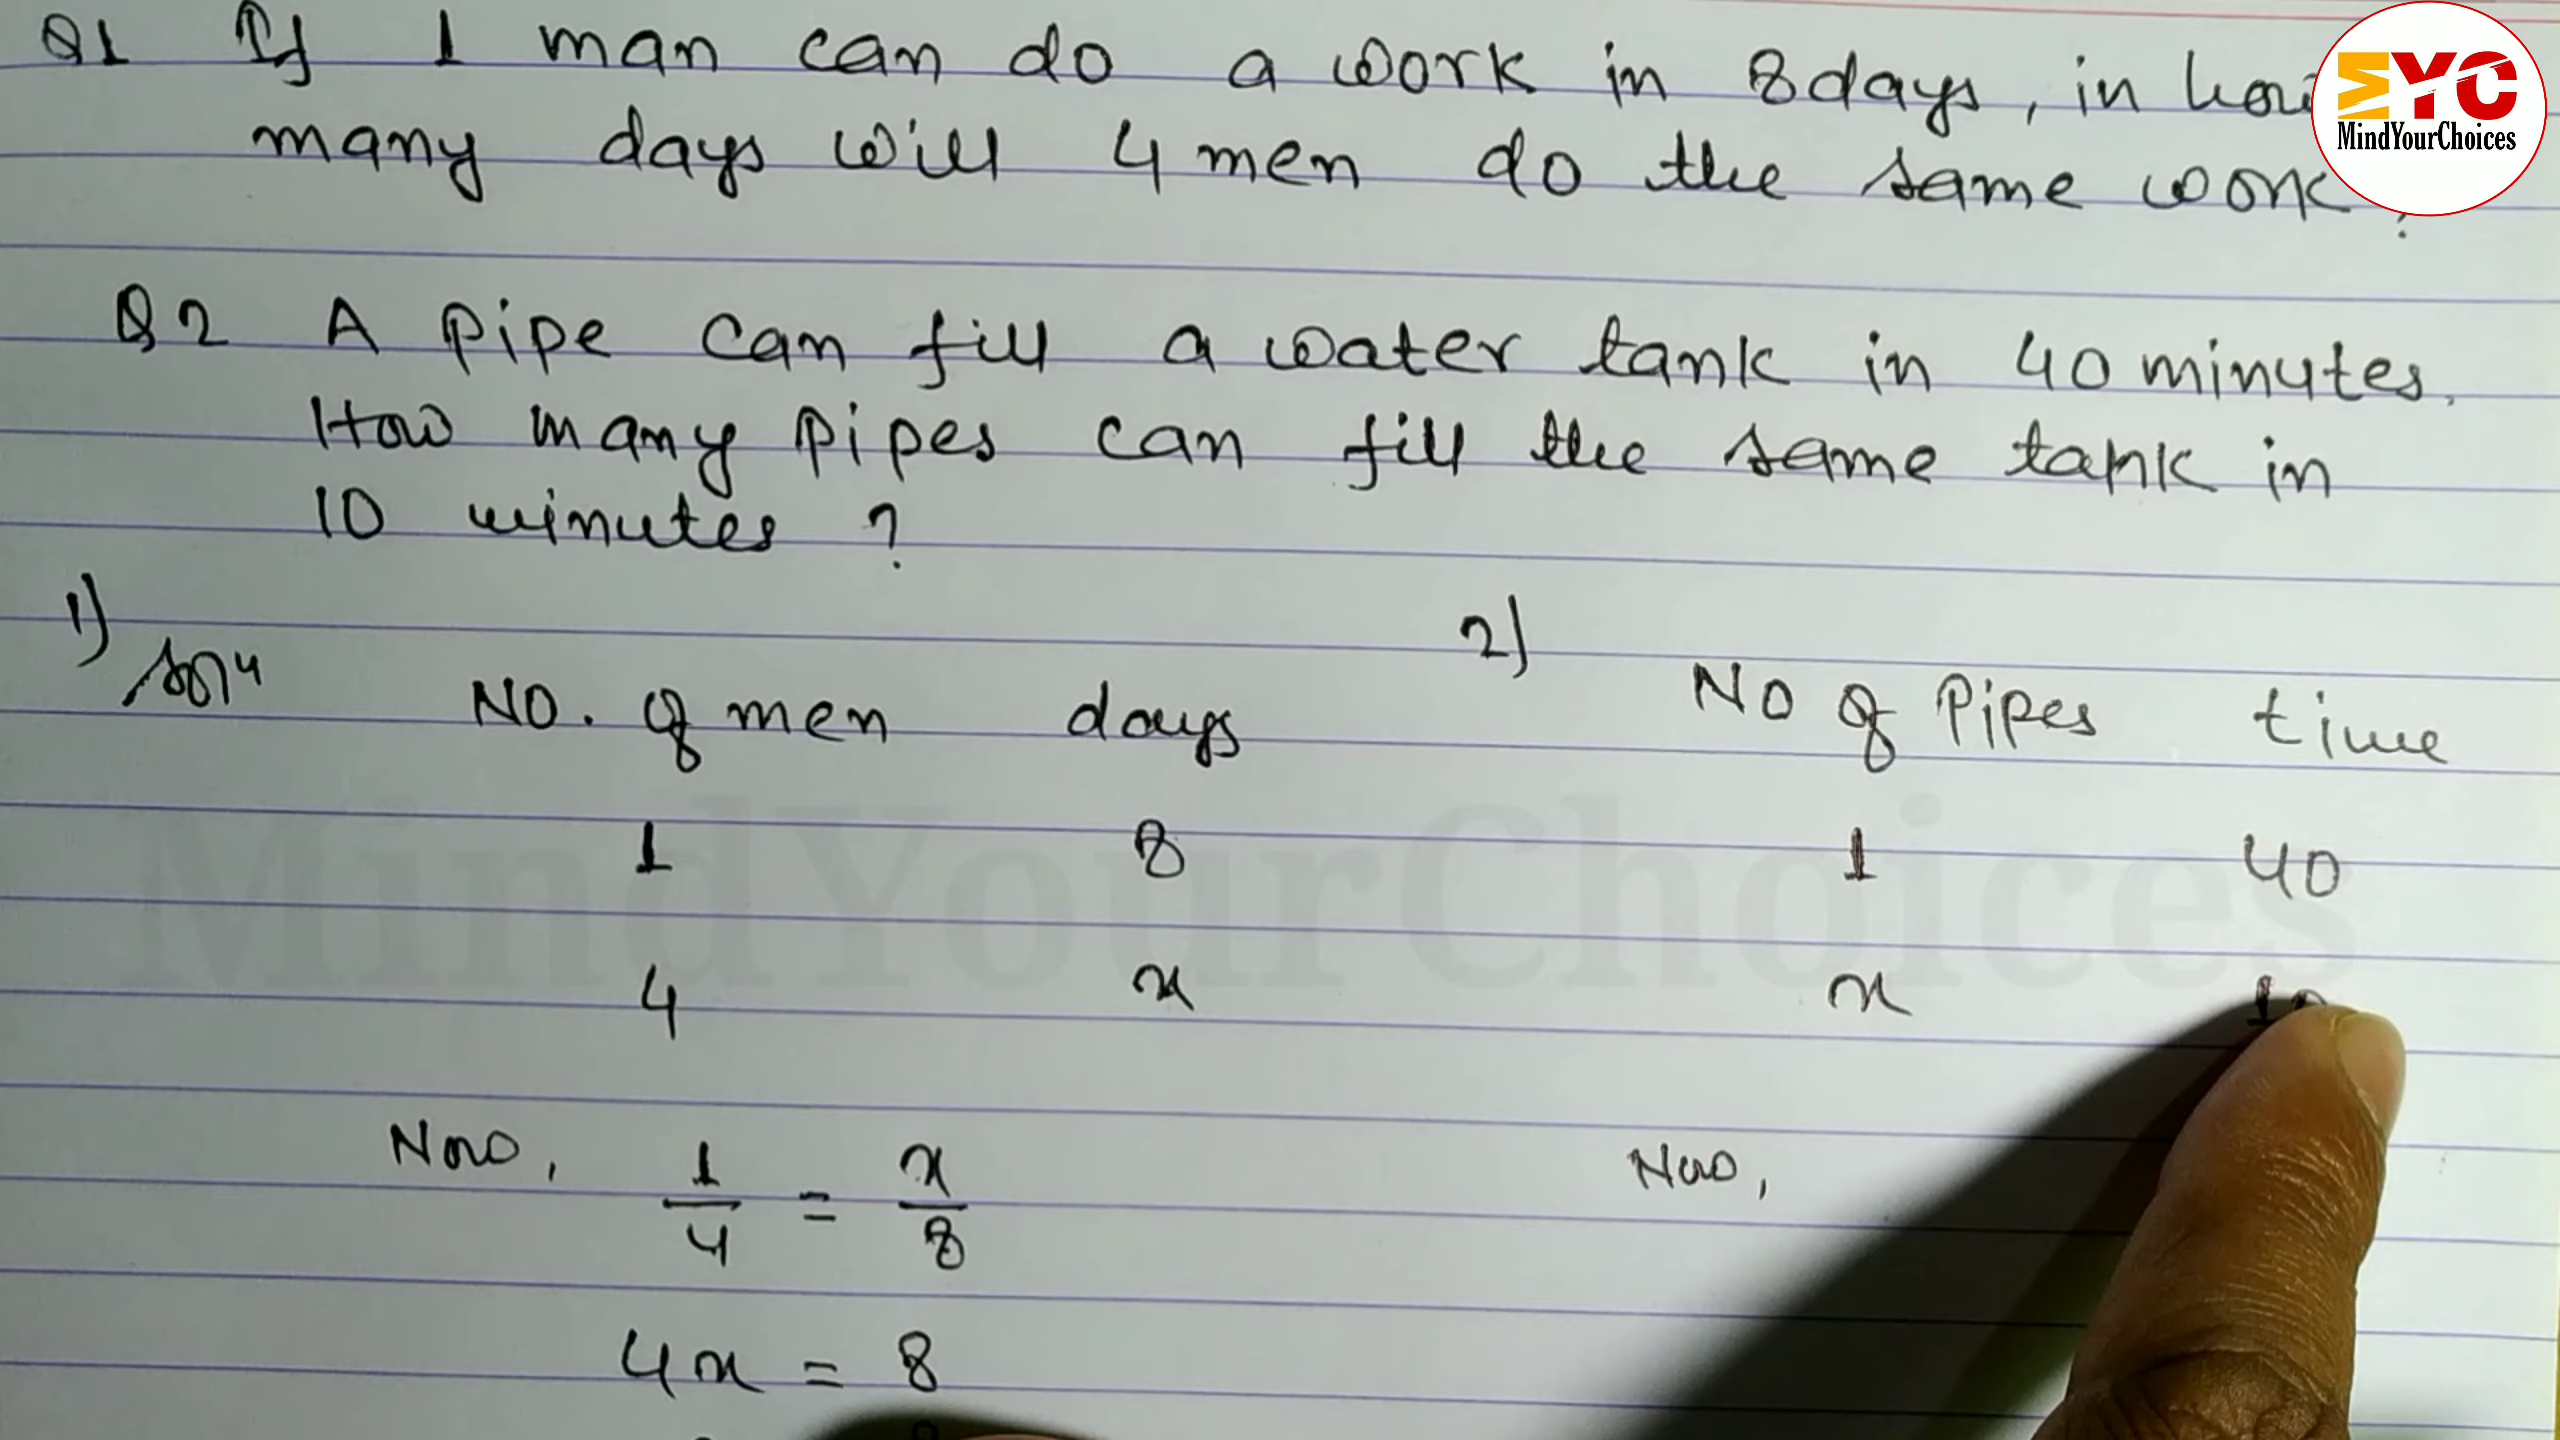 Q1 If 1 man can do a work in 8 days, in how
many days will 4 men do the same work?
MYC
MindYourChoices
Q2 A pipe can fill a water tank in 40 minutes.
How many pipes can fill the same tank in
10 minutes ?
1) Solⁿ
No. of men days
1 8
4 x
Now, 1/4 = x/8
4x = 8
2)
No of Pipes time
1 40
x 10
Now,
MindYourChoices